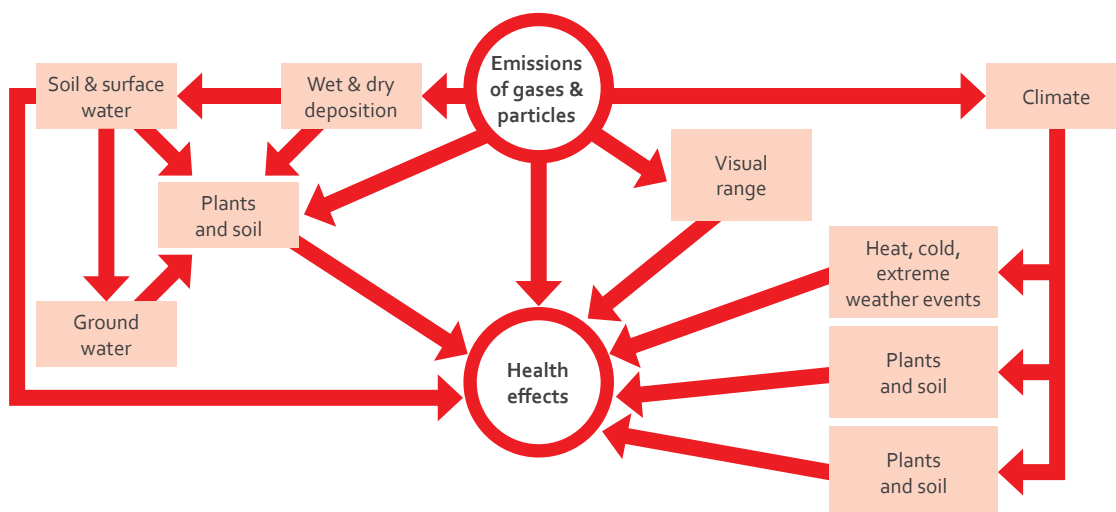 Emissions
of gases &
particles
Soil & surface
water
Wet & dry
deposition
Climate
Visual
range
Plants
and soil
Heat, cold,
extreme
weather events
Ground
water
Health
effects
Plants
and soil
Plants
and soil